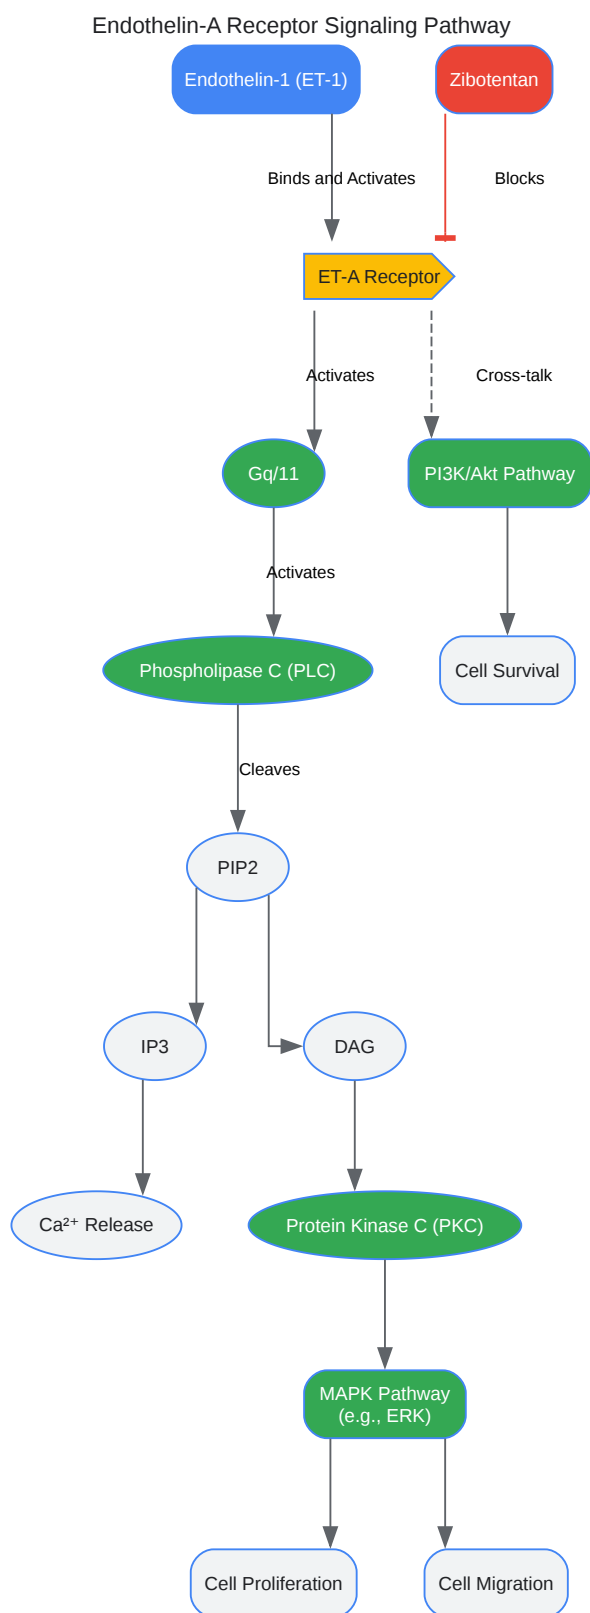 Endothelin-A Receptor Signaling Pathway
Endothelin-1 (ET-1)
Zibotentan
Binds and Activates
Blocks
ET-A Receptor
Activates
Cross-talk
Gq/11
PI3K/Akt Pathway
Activates
Phospholipase C (PLC)
Cell Survival
Cleaves
PIP2
IP3
DAG
Ca²⁺ Release
Protein Kinase C (PKC)
MAPK Pathway
(e.g., ERK)
Cell Proliferation
Cell Migration